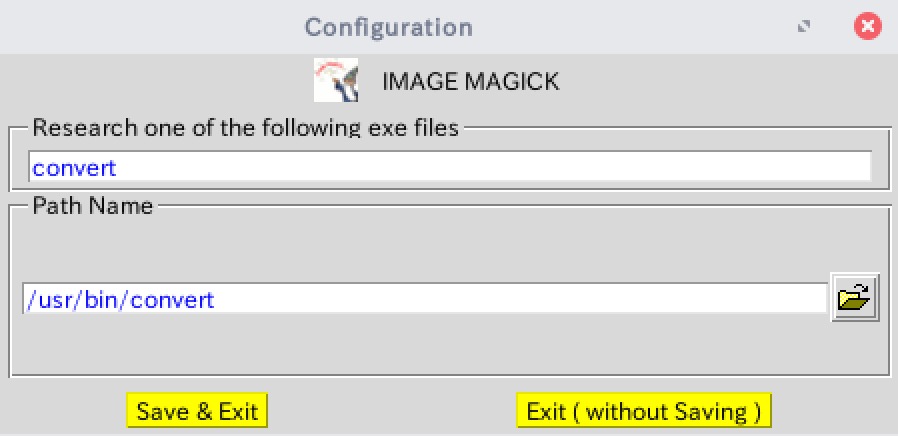 Configuration
IMAGE MAGICK
Research one of the following exe files
convert
Path Name
/usr/bin/convert
Save & Exit
Exit ( without Saving )